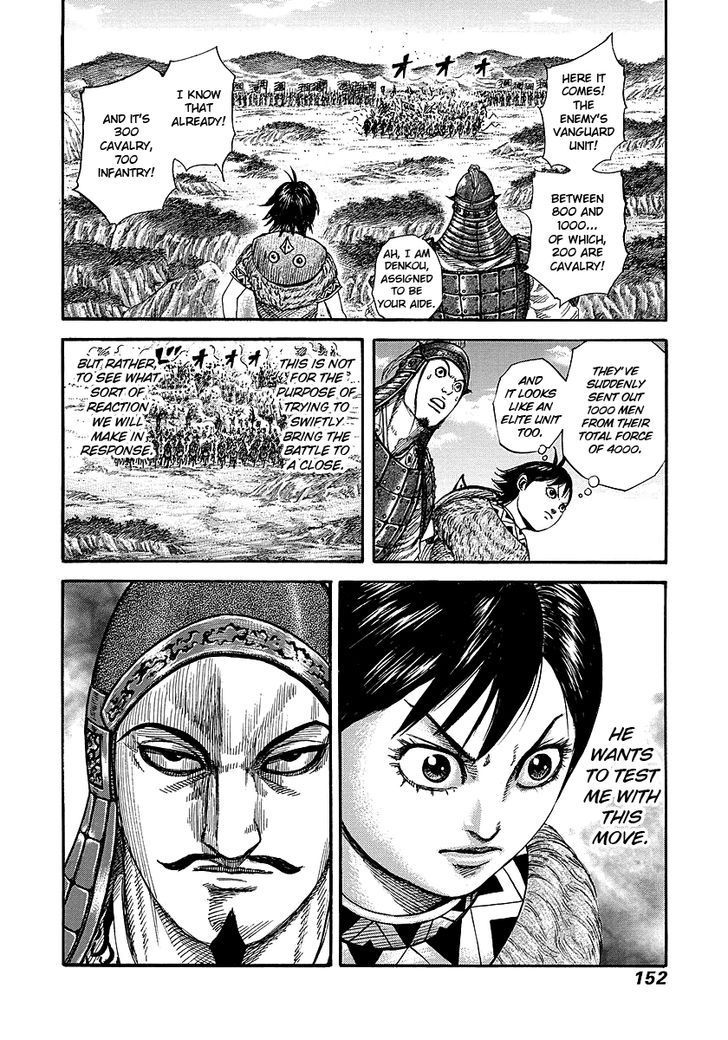 HERE IT
COMES!
THE
ENEMY'S
VANGUARD
UNIT!
BETWEEN
800 AND
1000...
OF WHICH,
200 ARE
CAVALRY!
オオオ
I KNOW
THAT
ALREADY!
AND IT'S
300
CAVALRY,
700
INFANTRY!
AH, I AM
DENKOU,
ASSIGNED
TO BE
YOUR AIDE.
THEY'VE
SUDDENLY
SENT OUT
1000 MEN
FROM THEIR
TOTAL FORCE
OF 4000.
AND
IT LOOKS
LIKE AN
ELITE UNIT
TOO.
THIS IS NOT
FOR THE
PURPOSE OF
TRYING TO
SWIFTLY
BRING THE
BATTLE TO
A CLOSE.
ドオオオ
BUT RATHER,
TO SEE WHAT
SORT OF
REACTION
WE WILL
MAKE IN
RESPONSE.
HE
WANTS
TO TEST
ME WITH
THIS
MOVE.
152